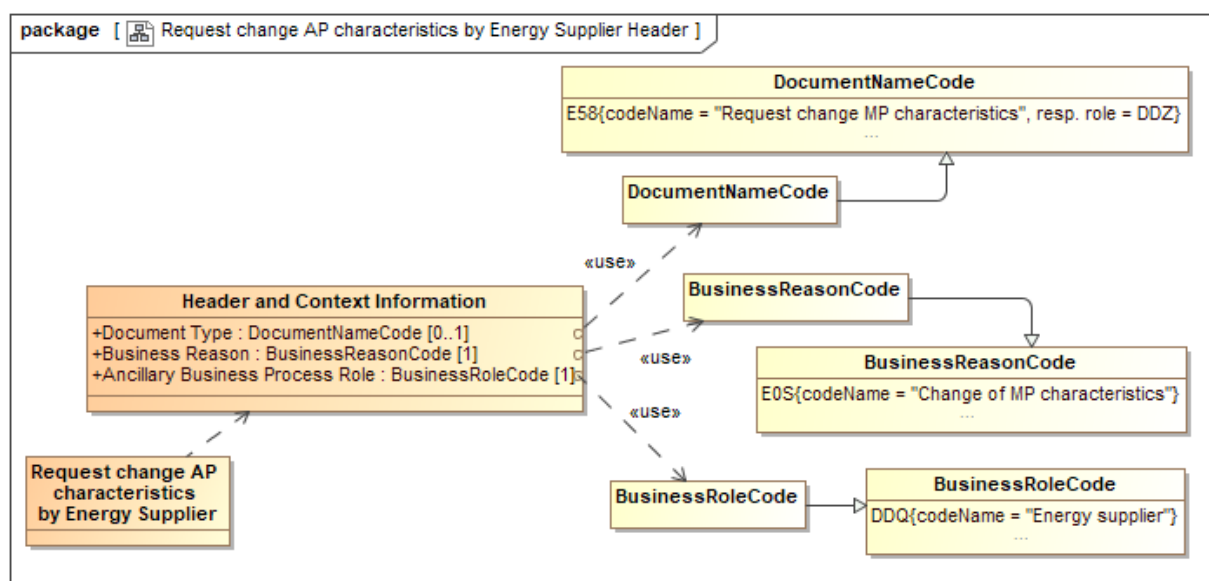 package [ Request change AP characteristics by Energy Supplier Header ]
DocumentNameCode
E58{codeName = "Request change MP characteristics", resp. role = DDZ}
...
DocumentNameCode
«use»
Header and Context Information
+Document Type : DocumentNameCode [0..1]
+Business Reason : BusinessReasonCode [1]
+Ancillary Business Process Role : BusinessRoleCode [1]
BusinessReasonCode
«use»
BusinessReasonCode
E0S{codeName = "Change of MP characteristics"}
...
«use»
Request change AP
characteristics
by Energy Supplier
BusinessRoleCode
BusinessRoleCode
DDQ{codeName = "Energy supplier"}
...